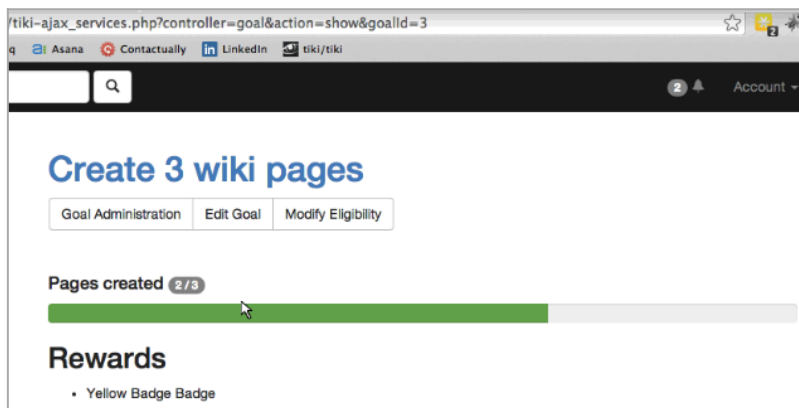 /tiki-ajax_services.php?controller=goal&action=show&goalId=3
2
q Asana Contactually LinkedIn tiki/tiki
2 Account
Create 3 wiki pages
Goal Administration Edit Goal Modify Eligibility
Pages created 2/3
Rewards
• Yellow Badge Badge